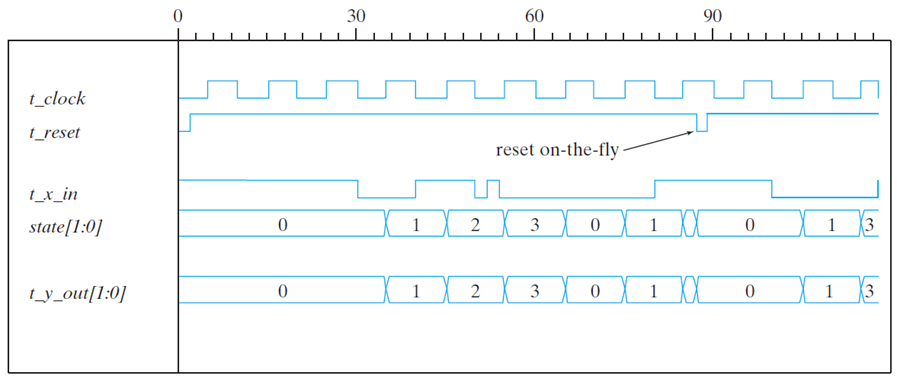 0 30 60 90
t_clock
t_reset
reset on-the-fly
t_x_in
state[1:0] 0 1 2 3 0 1 0 1 3
t_y_out[1:0] 0 1 2 3 0 1 0 1 3